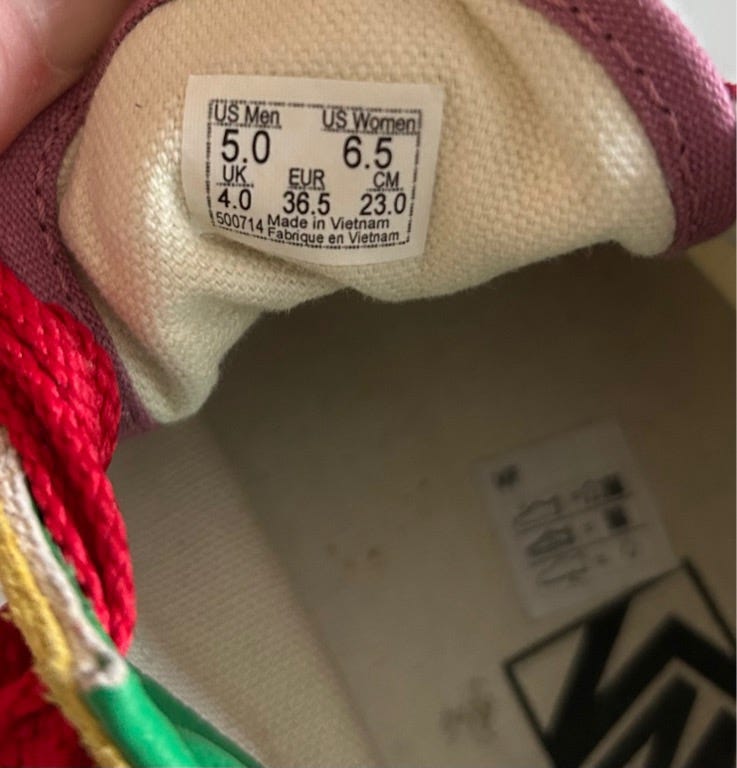 US Men US Women
5.0 6.5
UK EUR CM
4.0 36.5 23.0
500714 Made in Vietnam
Fabrique en Vietnam